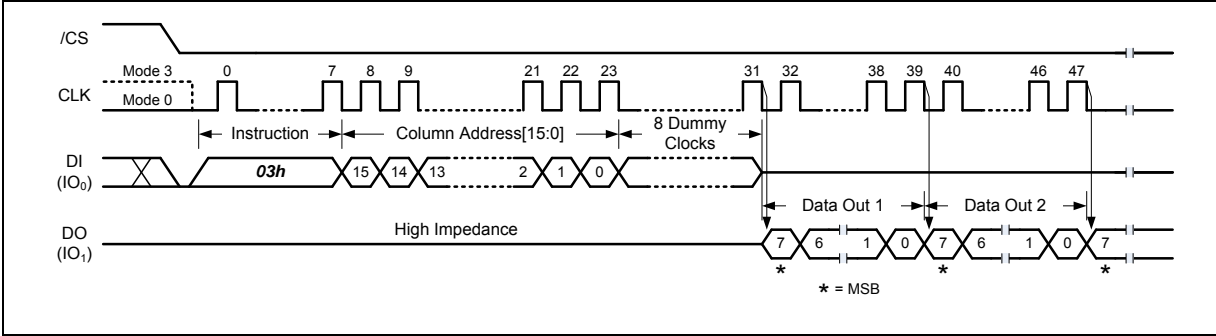 /CS
Mode 3 0 7 8 9 21 22 23 31 32 38 39 40 46 47
CLK
Mode 0
Instruction Column Address[15:0] 8 Dummy Clocks
DI (IO₀) 03h 15 14 13 2 1 0
Data Out 1 Data Out 2
DO (IO₁) High Impedance 7 6 1 0 7 6 1 0 7
* * *
* = MSB